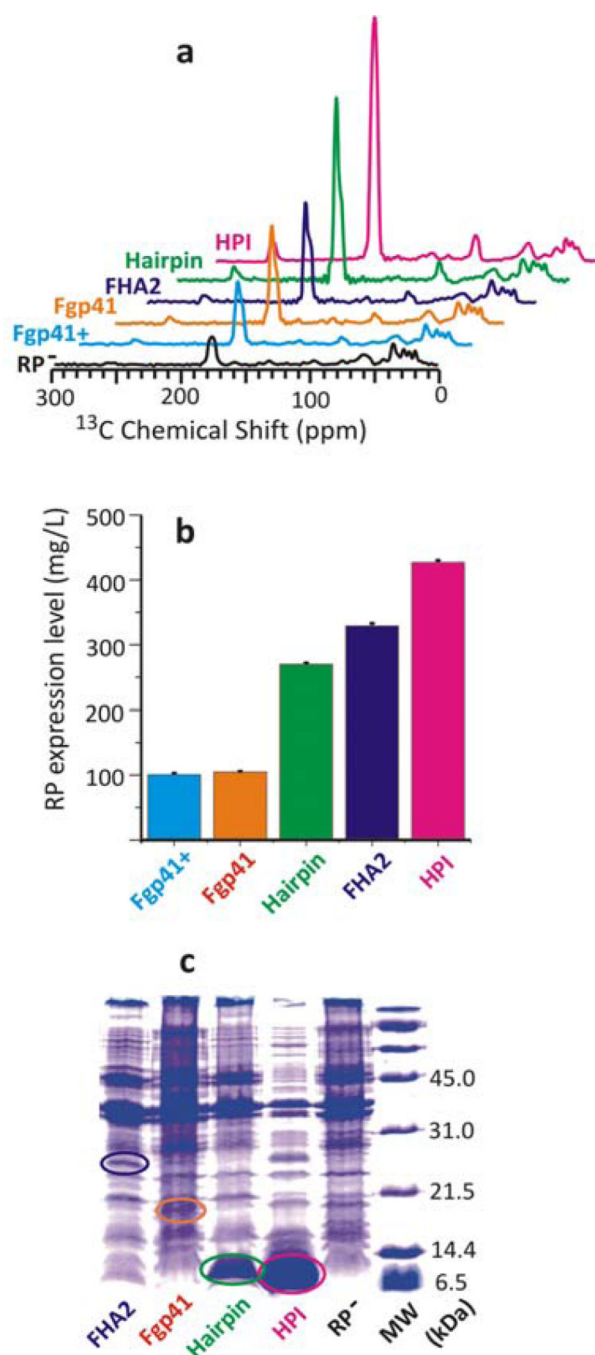 a
HPI
Hairpin
FHA2
Fgp41
Fgp41+
RP⁻
300 200 100 0
¹³C Chemical Shift (ppm)
b
RP expression level (mg/L)
500
400
300
200
100
Fgp41+ Fgp41 Hairpin FHA2 HPI
c
45.0
31.0
21.5
14.4
6.5
FHA2 Fgp41 Hairpin HPI RP⁻ MW (kDa)